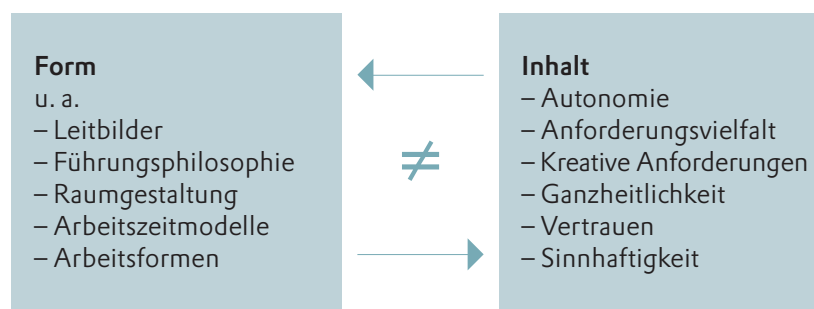 Form
u. a.
– Leitbilder
– Führungsphilosophie
– Raumgestaltung
– Arbeitszeitmodelle
– Arbeitsformen
≠
Inhalt
– Autonomie
– Anforderungsvielfalt
– Kreative Anforderungen
– Ganzheitlichkeit
– Vertrauen
– Sinnhaftigkeit